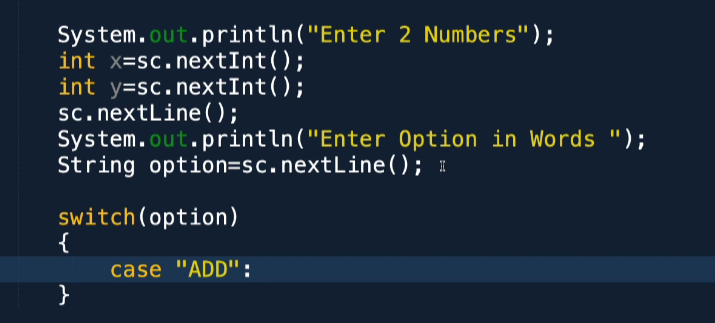 System.out.println("Enter 2 Numbers");
int x=sc.nextInt();
int y=sc.nextInt();
sc.nextLine();
System.out.println("Enter Option in Words ");
String option=sc.nextLine();
switch(option)
{
case "ADD":
}